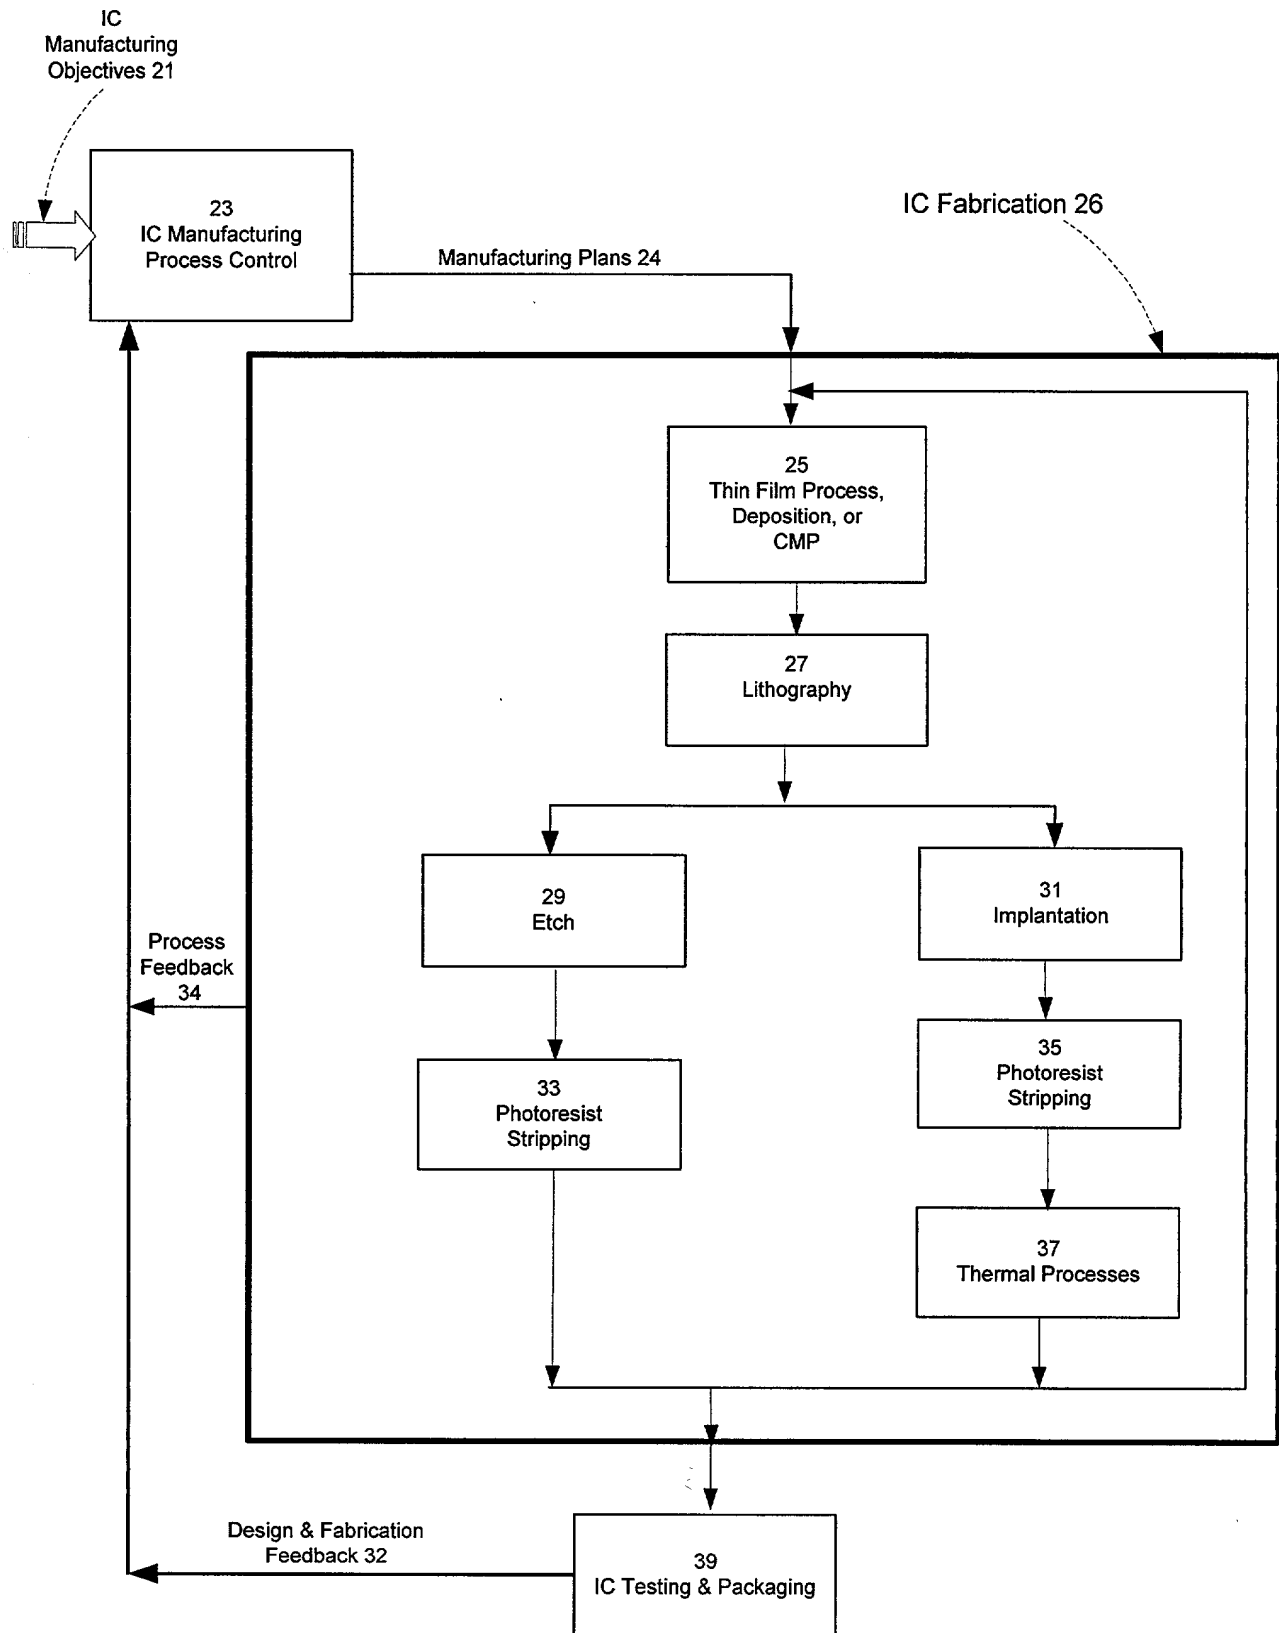 IC
Manufacturing
Objectives 21
23
IC Manufacturing
Process Control
IC Fabrication 26
Manufacturing Plans 24
25
Thin Film Process,
Deposition, or
CMP
27
Lithography
29
Etch
31
Implantation
Process
Feedback
34
33
Photoresist
Stripping
35
Photoresist
Stripping
37
Thermal Processes
Design & Fabrication
Feedback 32
39
IC Testing & Packaging